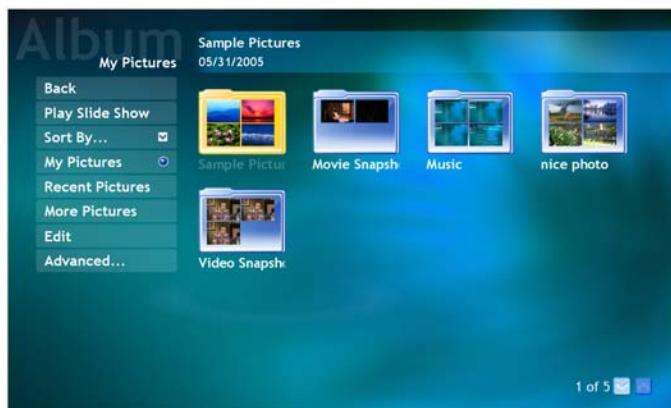 Album
My Pictures
Sample Pictures
05/31/2005
Back
Play Slide Show
Sort By...
My Pictures
Recent Pictures
More Pictures
Edit
Advanced...
Sample Pictu
Movie Snapsh
Music
nice photo
Video Snapsh
1 of 5